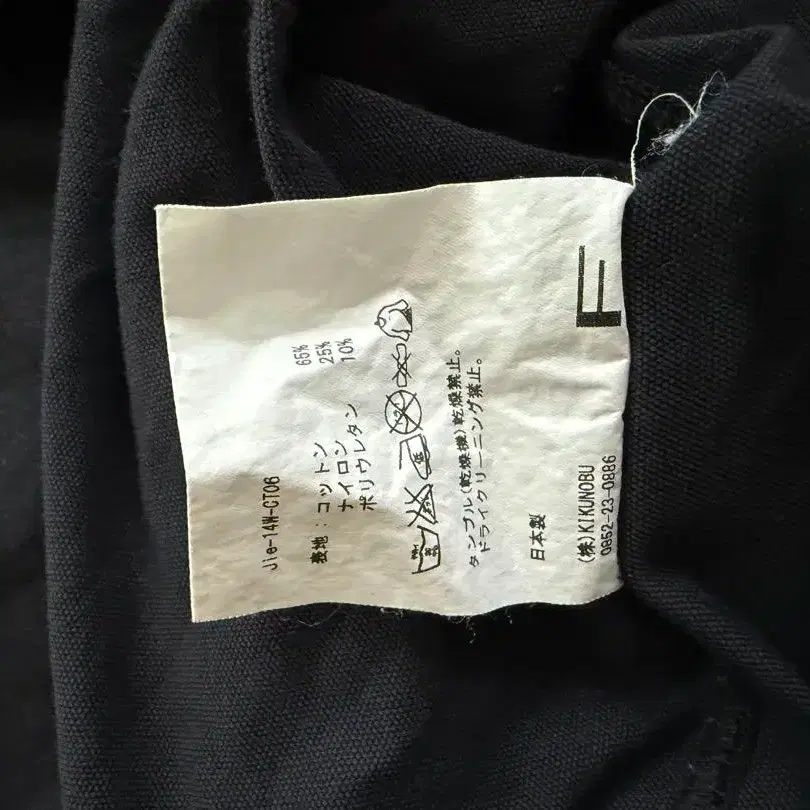 F
Jie-14W-CT06
表地:コットン 65%
ナイロン 25%
ポリウレタン 10%
タンブル(乾燥機)乾燥禁止。
ドライクリーニング禁止。
日本製
(株)KIKUNOBU
0852-23-0886